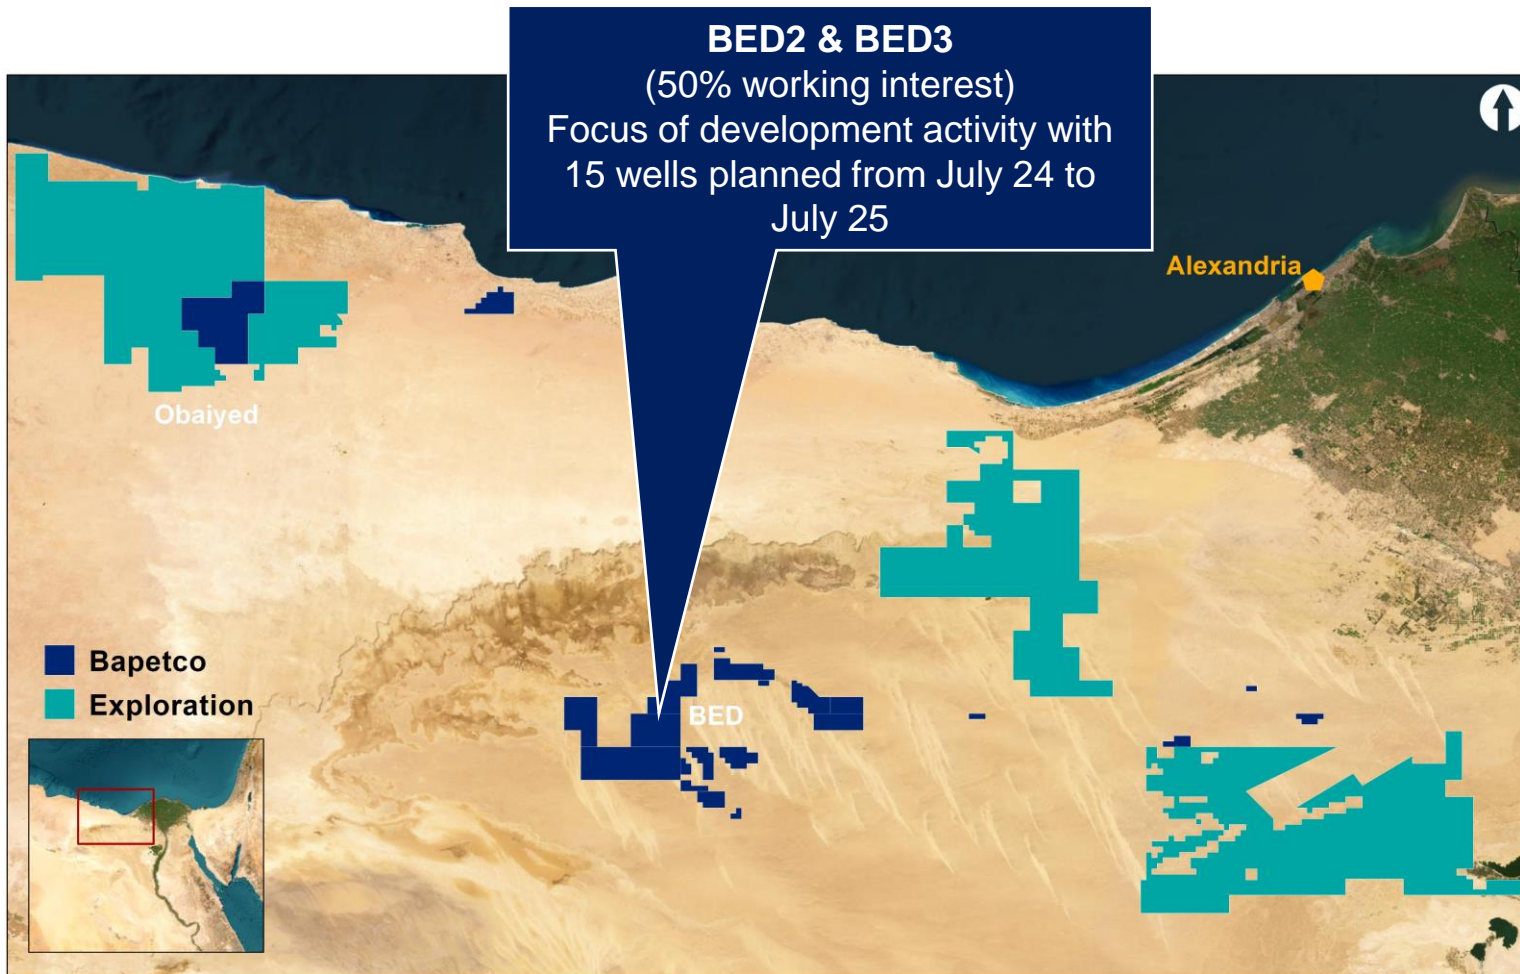 BED2 & BED3
(50% working interest)
Focus of development activity with
15 wells planned from July 24 to
July 25
Alexandria
Obaiyed
Bapetco
Exploration
BED